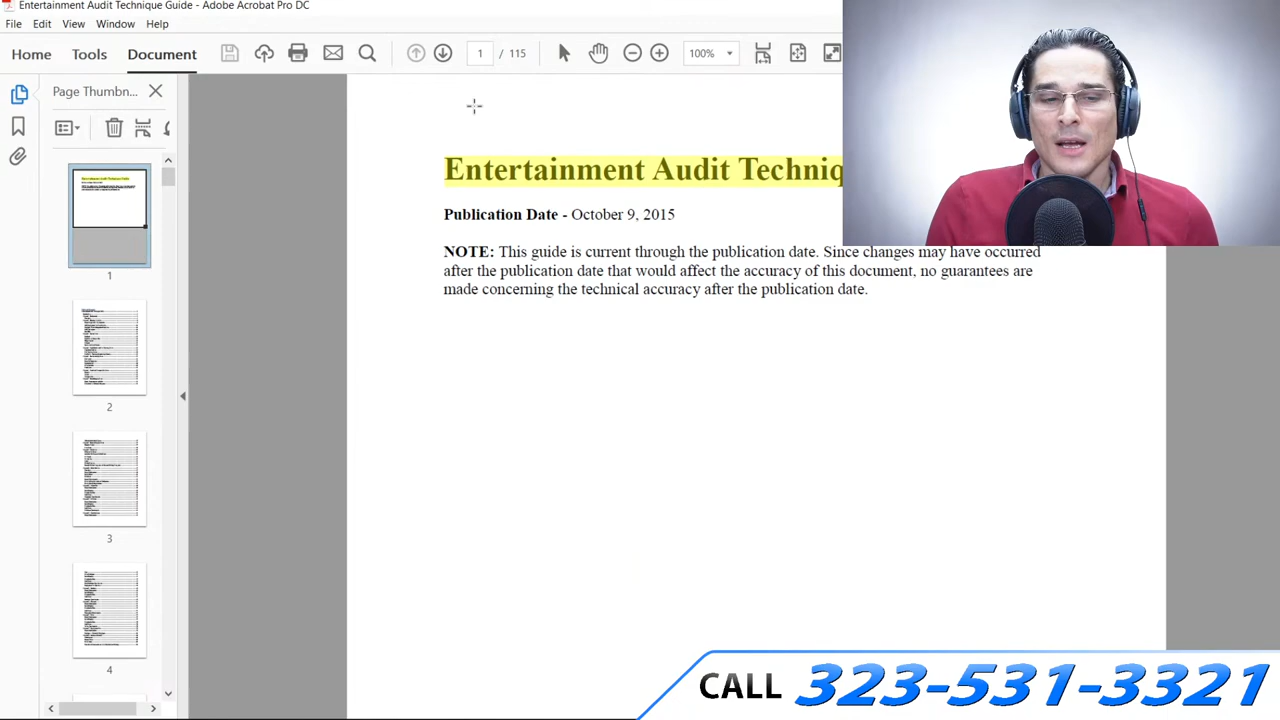 Entertainment Audit Technique Guide - Adobe Acrobat Pro DC
File Edit View Window Help
Home Tools Document 1 / 115 100%
Page Thumbn...
Entertainment Audit Techniq
Publication Date - October 9, 2015
NOTE: This guide is current through the publication date. Since changes may have occurred
after the publication date that would affect the accuracy of this document, no guarantees are
made concerning the technical accuracy after the publication date.
1
2
3
4
CALL 323-531-3321